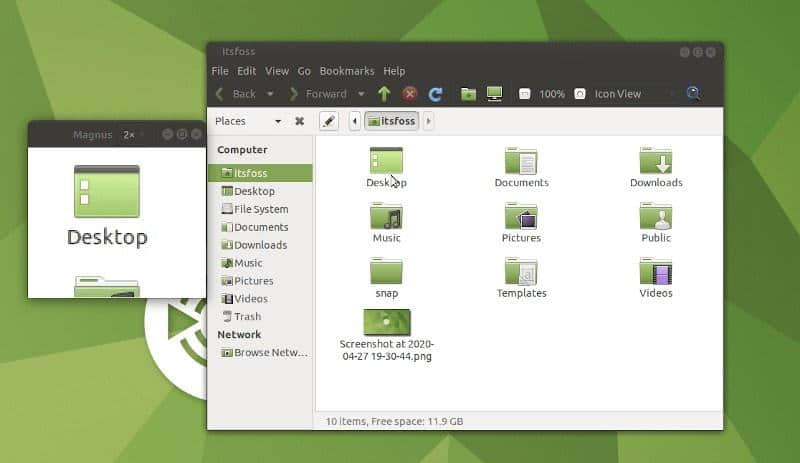 itsfoss
File Edit View Go Bookmarks Help
Back Forward 100% Icon View
Places itsfoss
Computer
itsfoss
Desktop
File System
Documents
Downloads
Music
Pictures
Videos
Trash
Network
Browse Netw...
Desktop Documents Downloads
Music Pictures Public
snap Templates Videos
Screenshot at 2020-
04-27 19-30-44.png
10 items, Free space: 11.9 GB
Magnus 2×
Desktop